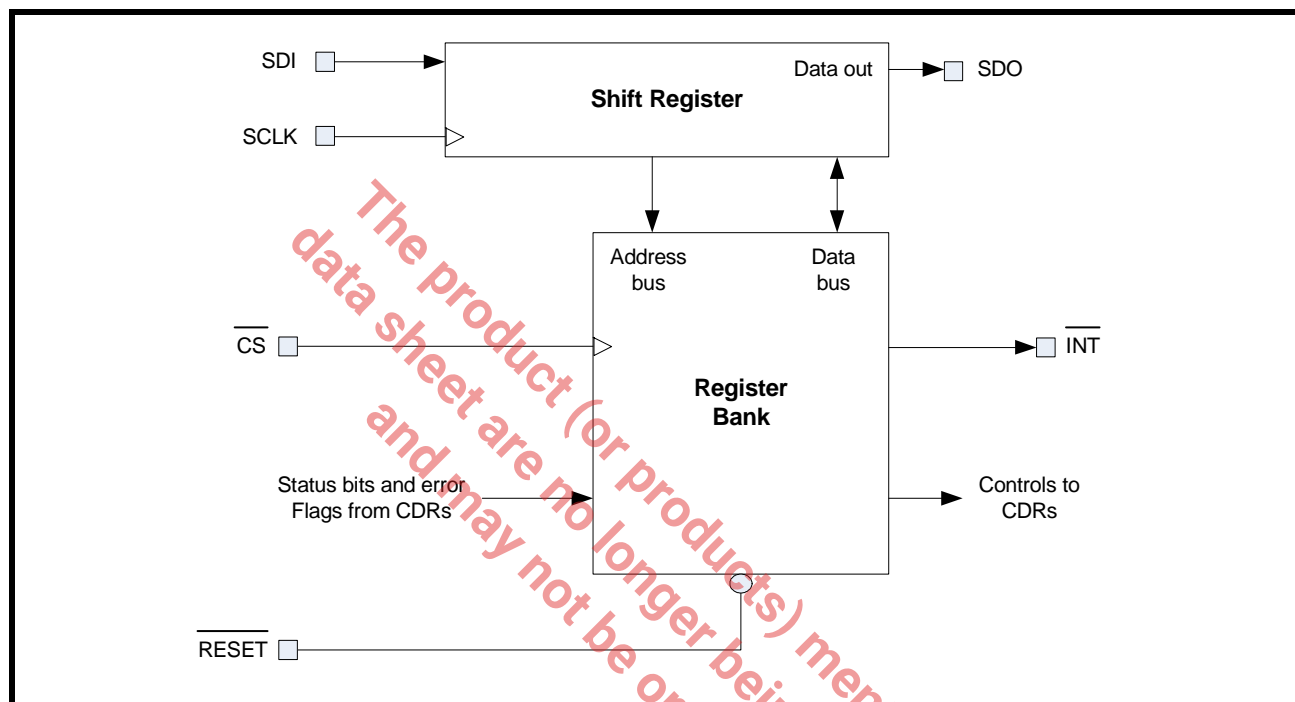 SDI
Data out
SDO
Shift Register
SCLK
Address
bus
Data
bus
CS
INT
Register
Bank
Status bits and error
Flags from CDRs
Controls to
CDRs
RESET
The product (or products) men
data sheet are no longer bein
and may not be or